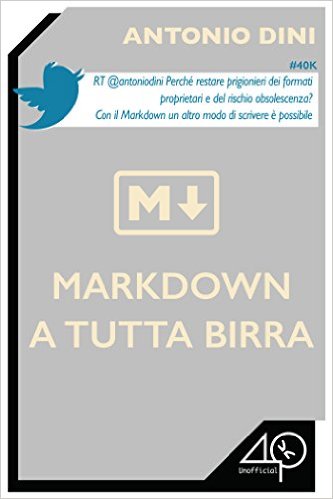 ANTONIO DINI
#40K
RT @antoniodini Perché restare prigionieri dei formati
proprietari e del rischio obsolescenza?
Con il Markdown un altro modo di scrivere è possibile
M
MARKDOWN
A TUTTA BIRRA
40K
Unofficial